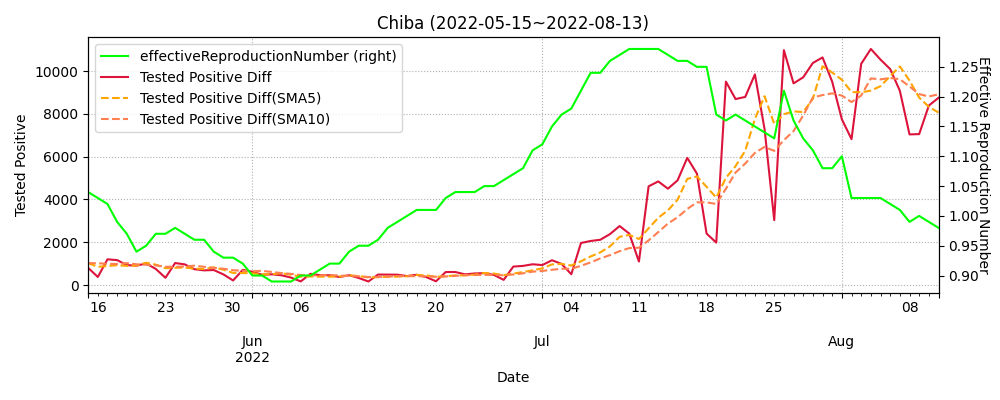 Chiba (2022-05-15~2022-08-13)
effectiveReproductionNumber (right)
Tested Positive Diff
Tested Positive Diff(SMA5)
Tested Positive Diff(SMA10)
Tested Positive
10000
8000
6000
4000
2000
0
1.25
1.20
1.15
1.10
1.05
1.00
0.95
0.90
Effective Reproduction Number
16 23 30 06 13 20 27 04 11 18 25 08
Jun Jul Aug
2022
Date